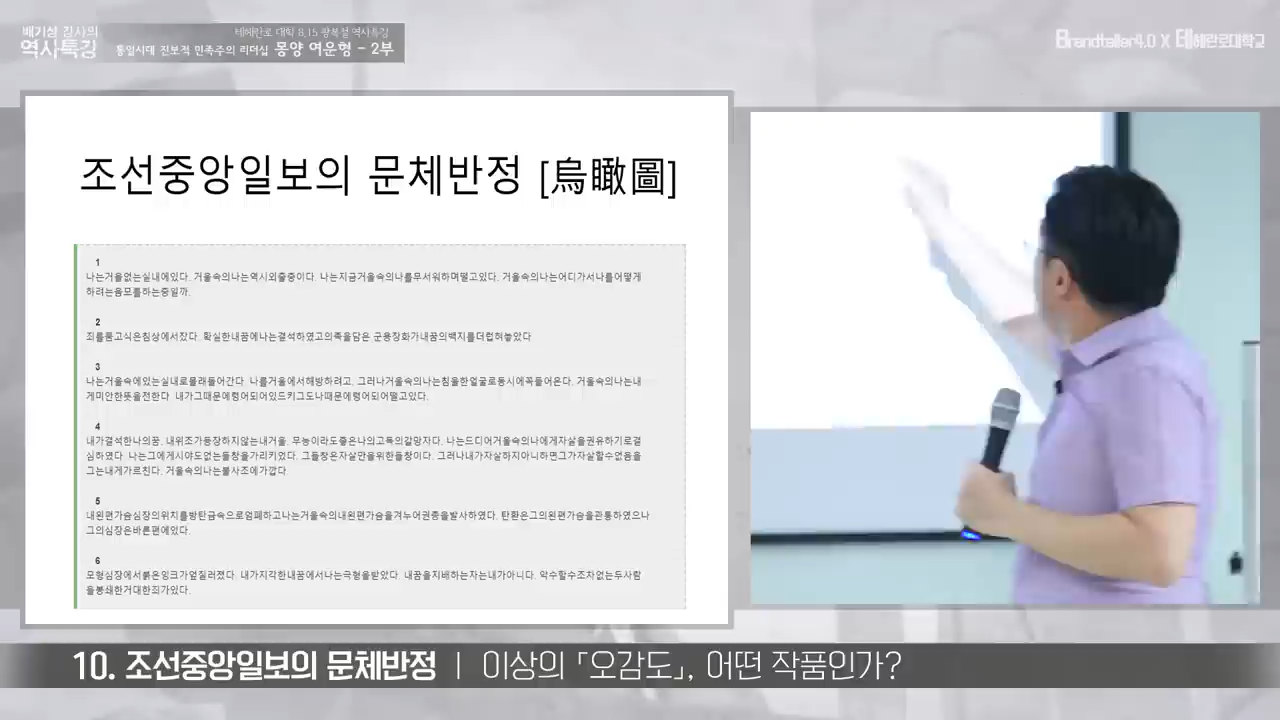 배기성 강사의
역사특강
테헤란로 대학 8.15 광복절 역사특강
통일시대 진보적 민족주의 리더십 몽양 여운형 - 2부
Brandtaller4.0 X 테헤란로대학교
조선중앙일보의 문체반정 [烏瞰圖]
1
나는거울없는실내에있다. 거울속의나는역시외출중이다. 나는지금거울속의나를무서워하며떨고있다. 거울속의나는어디가서나를어떻게
하려는음모를하는중일까.
2
죄를품고식은침상에서잤다. 확실한내꿈에나는결석하였고의족을담은 군용장화가내꿈의백지를더럽혀놓았다.
3
나는거울속에있는실내로몰래들어간다. 나를거울에서해방하려고. 그러나거울속의나는침울한얼굴로동시에꼭들어온다. 거울속의나는내
게미안한뜻을전한다. 내가그때문에령어되어있드키그도나때문에령어되어떨고있다.
4
내가결석한나의꿈. 내위조가등장하지않는내거울. 무능이라도좋은나의고독의갈망자다. 나는드디어거울속의나에게자살을권유하기로결
심하였다. 나는그에게시야도없는들창을가리키었다. 그들창은자살만을위한들창이다. 그러나내가자살하지아니하면그가자살할수없음을
그는내게가르친다. 거울속의나는불사조에가깝다.
5
내왼편가슴심장의위치를방탄금속으로엄폐하고나는거울속의내왼편가슴을겨누어권총을발사하였다. 탄환은그의왼편가슴을관통하였으나
그의심장은바른편에있다.
6
모형심장에서붉은잉크가엎질러졌다. 내가지각한내꿈에서나는극형을받았다. 내꿈을지배하는자는내가아니다. 악수할수조차없는두사람
을봉쇄한거대한죄가있다.
10. 조선중앙일보의 문체반정 | 이상의 「오감도」, 어떤 작품인가?